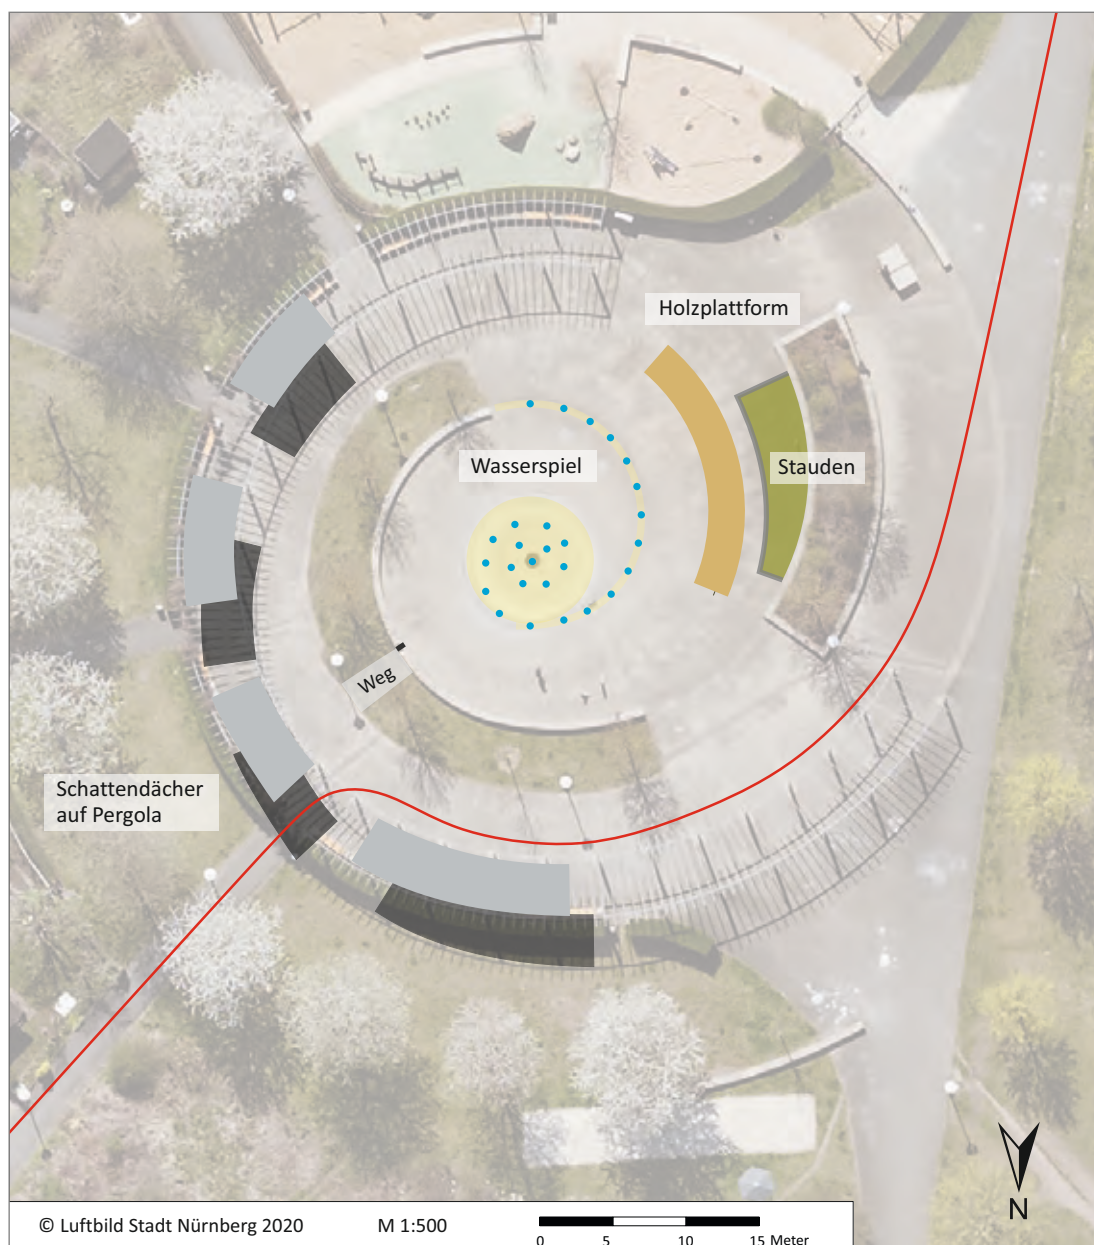 Holzplattform
Wasserspiel
Stauden
Weg
Schattendächer
auf Pergola
N
© Luftbild Stadt Nürnberg 2020
M 1:500
0 5 10 15 Meter